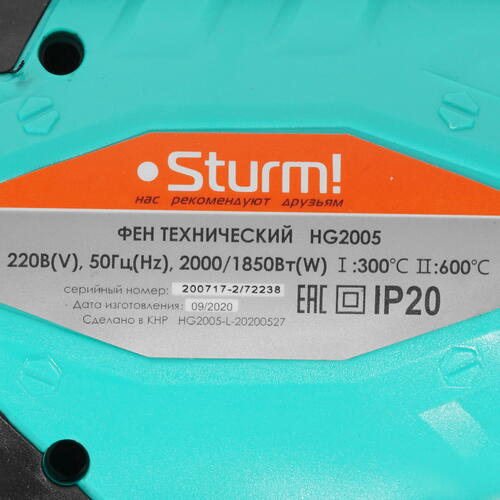 Sturm!
нас рекомендуют друзьям
ФЕН ТЕХНИЧЕСКИЙ HG2005
220В(V), 50Гц(Hz), 2000/1850Вт(W) I:300°C II:600°C
серийный номер: 200717-2/72238
Дата изготовления: 09/2020
Сделано в КНР HG2005-L-20200527
EAC IP20